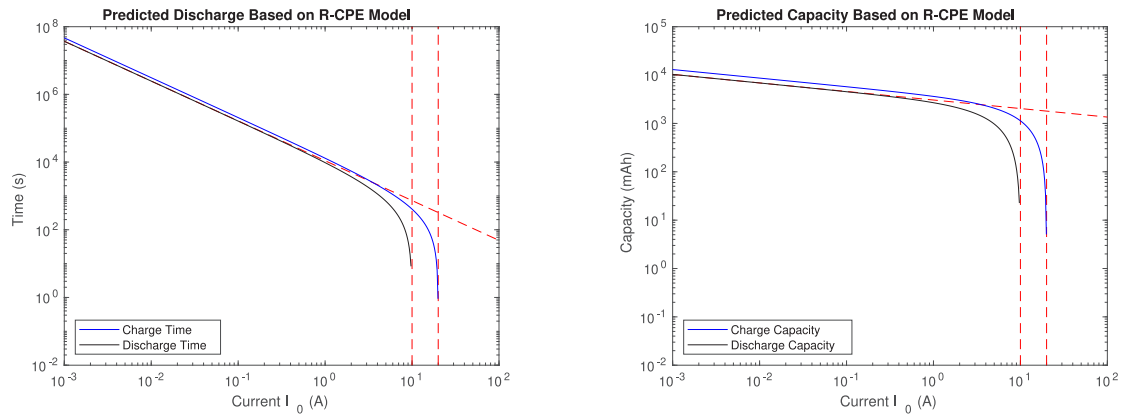 Predicted Discharge Based on R-CPE Model
10^8
10^6
10^4
10^2
10^0
10^-2
Time (s)
Charge Time
Discharge Time
10^-3
10^-2
10^-1
10^0
10^1
10^2
Current I_0 (A)
Predicted Capacity Based on R-CPE Model
10^5
10^4
10^3
10^2
10^1
10^0
10^-1
10^-2
Capacity (mAh)
Charge Capacity
Discharge Capacity
10^-3
10^-2
10^-1
10^0
10^1
10^2
Current I_0 (A)